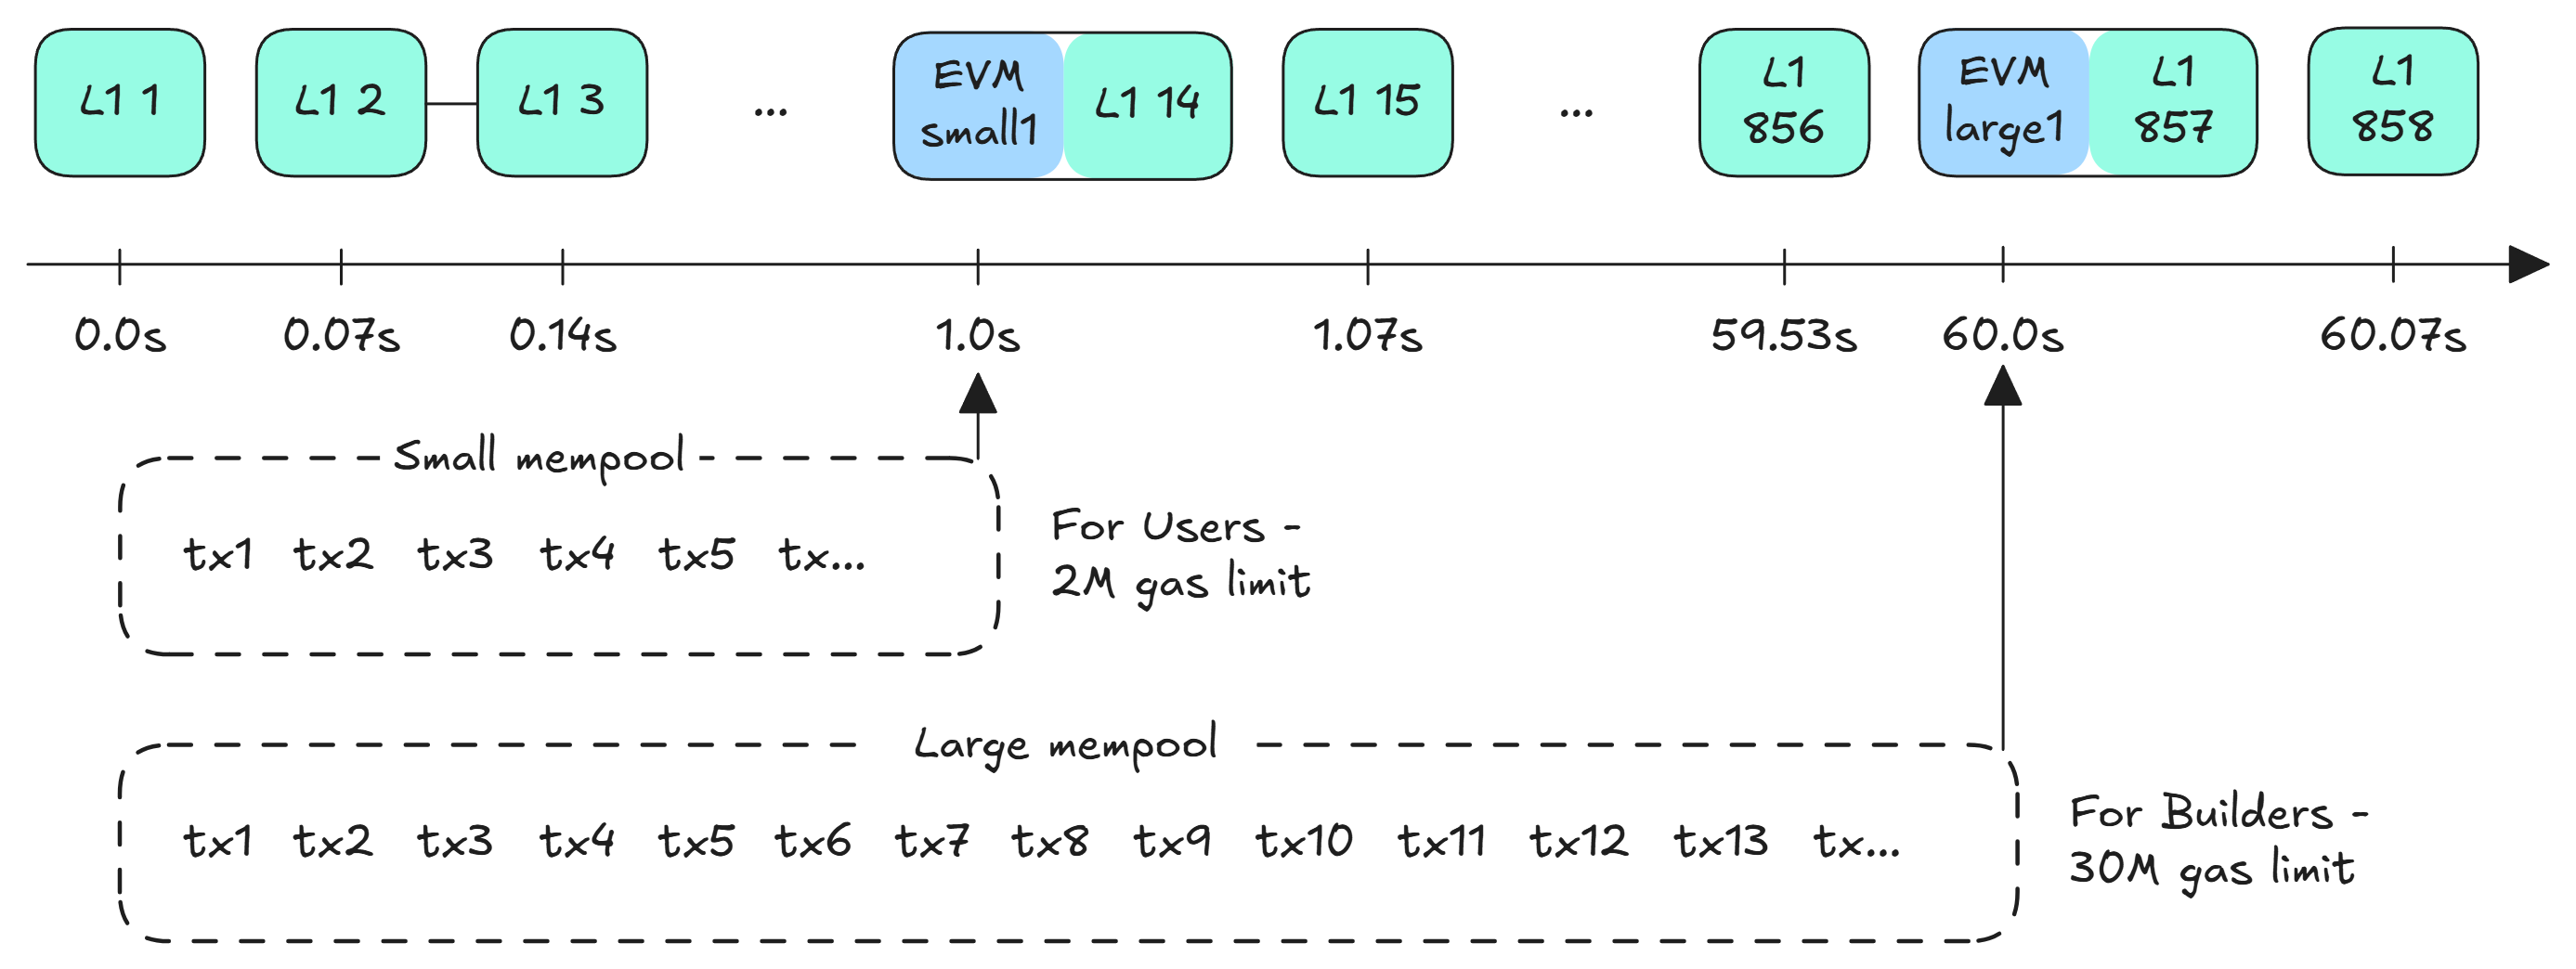 L1 1
L1 2
L1 3
...
EVM
small1
L1 14
L1 15
...
L1
856
EVM
large1
L1
857
L1
858
0.0s
0.07s
0.14s
1.0s
1.07s
59.53s
60.0s
60.07s
Small mempool
tx1 tx2 tx3 tx4 tx5 tx...
For Users -
2M gas limit
Large mempool
tx1 tx2 tx3 tx4 tx5 tx6 tx7 tx8 tx9 tx10 tx11 tx12 tx13 tx...
For Builders -
30M gas limit